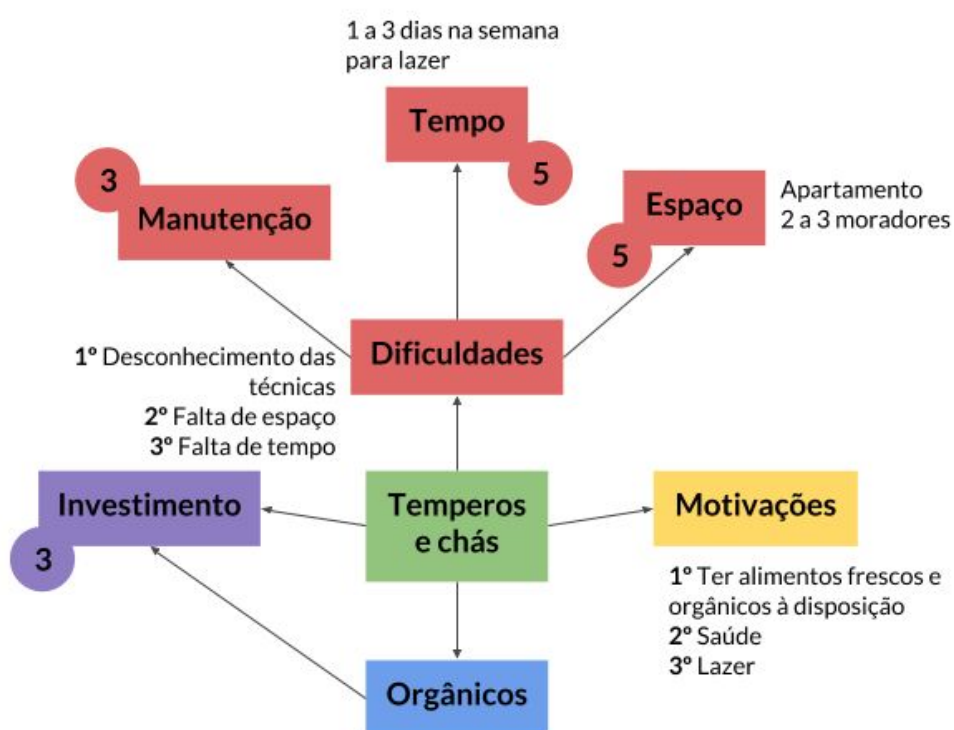 1 a 3 dias na semana
para lazer
Tempo
5
3
Manutenção
Espaço
5
Apartamento
2 a 3 moradores
Dificuldades
1º Desconhecimento das
técnicas
2º Falta de espaço
3º Falta de tempo
Investimento
3
Temperos
e chás
Motivações
1º Ter alimentos frescos e
orgânicos à disposição
2º Saúde
3º Lazer
Orgânicos